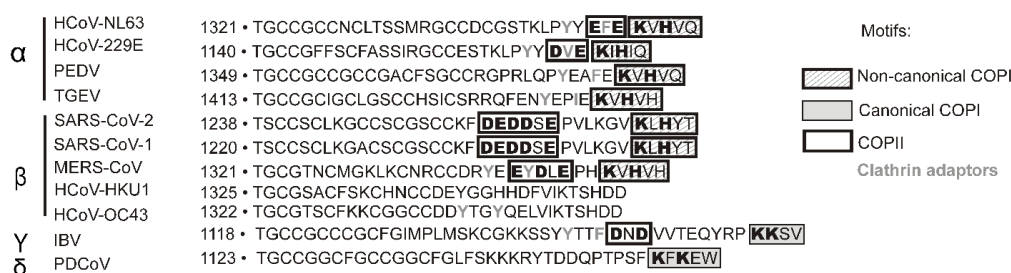 α
HCoV-NL63 1321 • TGCCGCCNCLTSSMRGCCDCGSTKLPYYEFEKVHVQ
HCoV-229E 1140 • TGCCGFFSCFASSIRGCCESTKLPYYDVEKIHIQ
PEDV 1349 • TGCCGCCGCCGACFSGCCRGPRLQPYEAFEKVHVQ
TGEV 1413 • TGCCGCIGCLGSCCHSICSRRQFENYEPIEKVHVH
β
SARS-CoV-2 1238 • TSCCSCLKGCCSCGSCCKFDEDDSEPVLKGVKLHYT
SARS-CoV-1 1220 • TSCCSCLKGACSCGSCCKFDEDDSEPVLKGVKLHYT
MERS-CoV 1321 • TGCGTNCMGKLKCNRCCDRYEEYDLEPHKVHVH
HCoV-HKU1 1325 • TGCGSACFSKCHNCCDEYGGHHDFVIKTSHDD
HCoV-OC43 1322 • TGCGTSCFKKCGGCCDDYTGYQELVIKTSHDD
γ IBV 1118 • TGCCGCCCGCFGIMPLMSKCGKKSSYYTTFDNDVVTEQYRPKKSV
δ PDCoV 1123 • TGCCGGCFGCCGGCFGLFSKKKRYTDDQPTPSFKFKEW
Motifs:
Non-canonical COPI
Canonical COPI
COPII
Clathrin adaptors